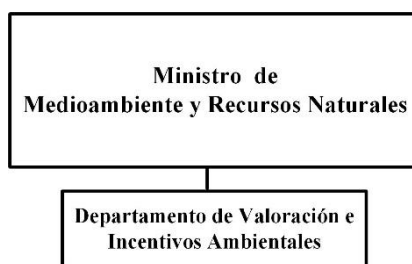 Ministro de
Medioambiente y Recursos Naturales
Departamento de Valoración e
Incentivos Ambientales